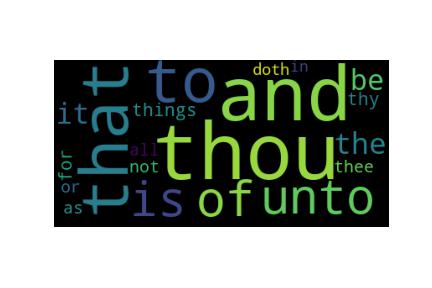 doth in
to and be
that thy
it things
thou the
all
for not thee
or is of unto
as